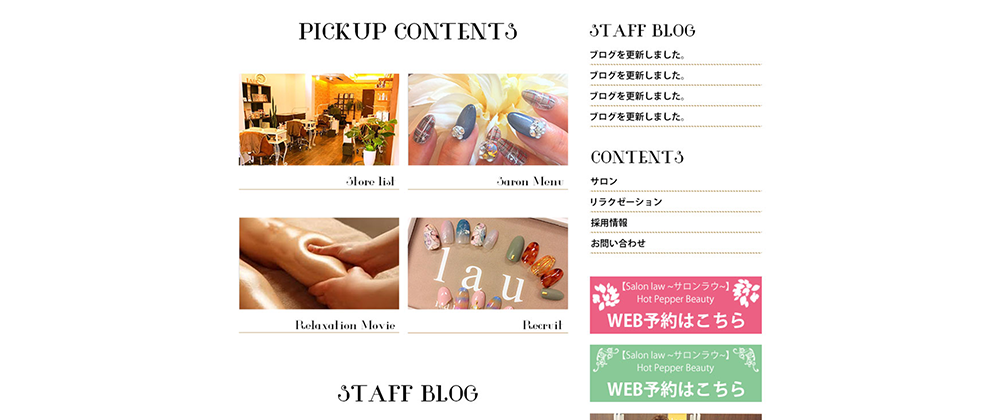 PICKUP CONTENTS
Store list
Saron Menu
lau
Relaxation Movie
Recruit
STAFF BLOG
STAFF BLOG
ブログを更新しました。
ブログを更新しました。
ブログを更新しました。
ブログを更新しました。
CONTENTS
サロン
リラクゼーション
採用情報
お問い合わせ
【Salon law ~サロンラウ~】
Hot Pepper Beauty
WEB予約はこちら
【Salon law ~サロンラウ~】
Hot Pepper Beauty
WEB予約はこちら